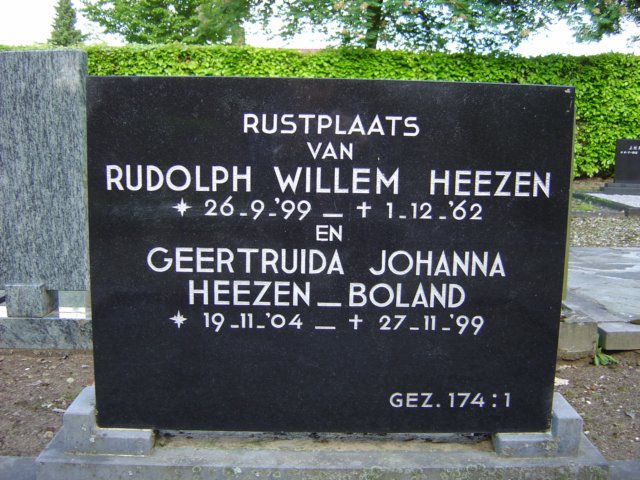 RUSTPLAATS
VAN
RUDOLPH WILLEM HEEZEN
* 26-9-'99 — † 1-12-'62
EN
GEERTRUIDA JOHANNA
HEEZEN-BOLAND
* 19-11-'04 — † 27-11-'99
GEZ. 174:1